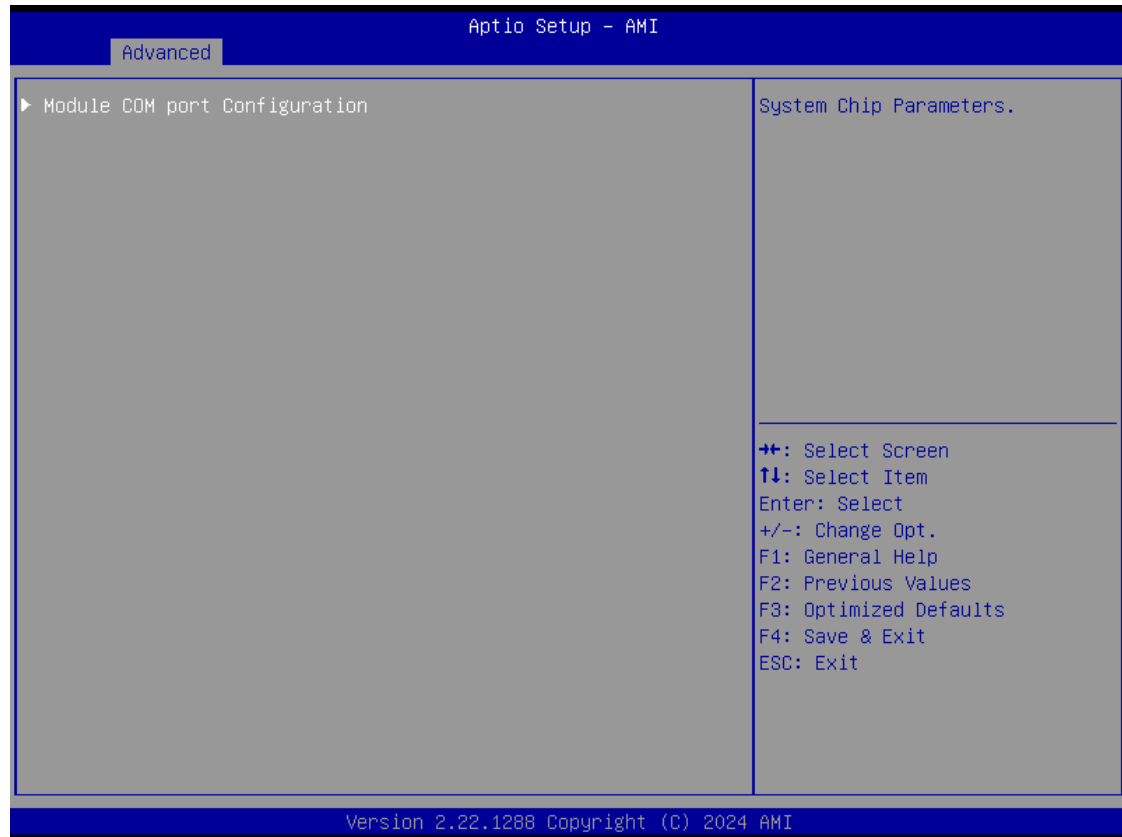 Aptio Setup – AMI
Advanced
▶ Module COM port Configuration
System Chip Parameters.
→←: Select Screen
↑↓: Select Item
Enter: Select
+/-: Change Opt.
F1: General Help
F2: Previous Values
F3: Optimized Defaults
F4: Save & Exit
ESC: Exit
Version 2.22.1288 Copyright (C) 2024 AMI